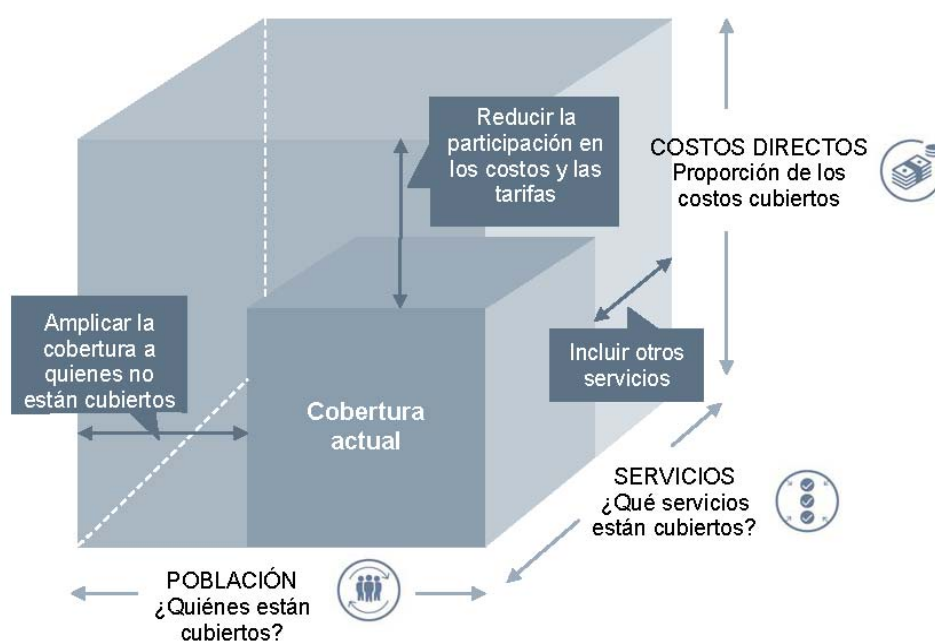 Reducir la
participación en
los costos y las
tarifas
COSTOS DIRECTOS
Proporción de los
costos cubiertos
Amplicar la
cobertura a
quienes no
están cubiertos
Incluir otros
servicios
Cobertura
actual
SERVICIOS
¿Qué servicios
están cubiertos?
POBLACIÓN
¿Quiénes están
cubiertos?